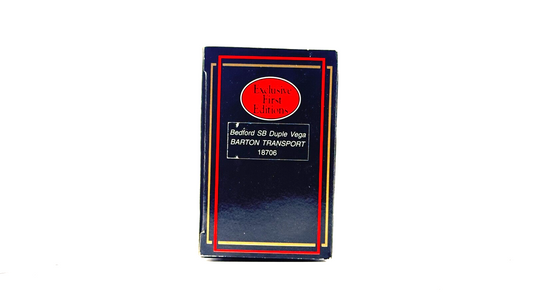 Exclusive
First
Editions
Bedford SB Duple Vega
BARTON TRANSPORT
18706